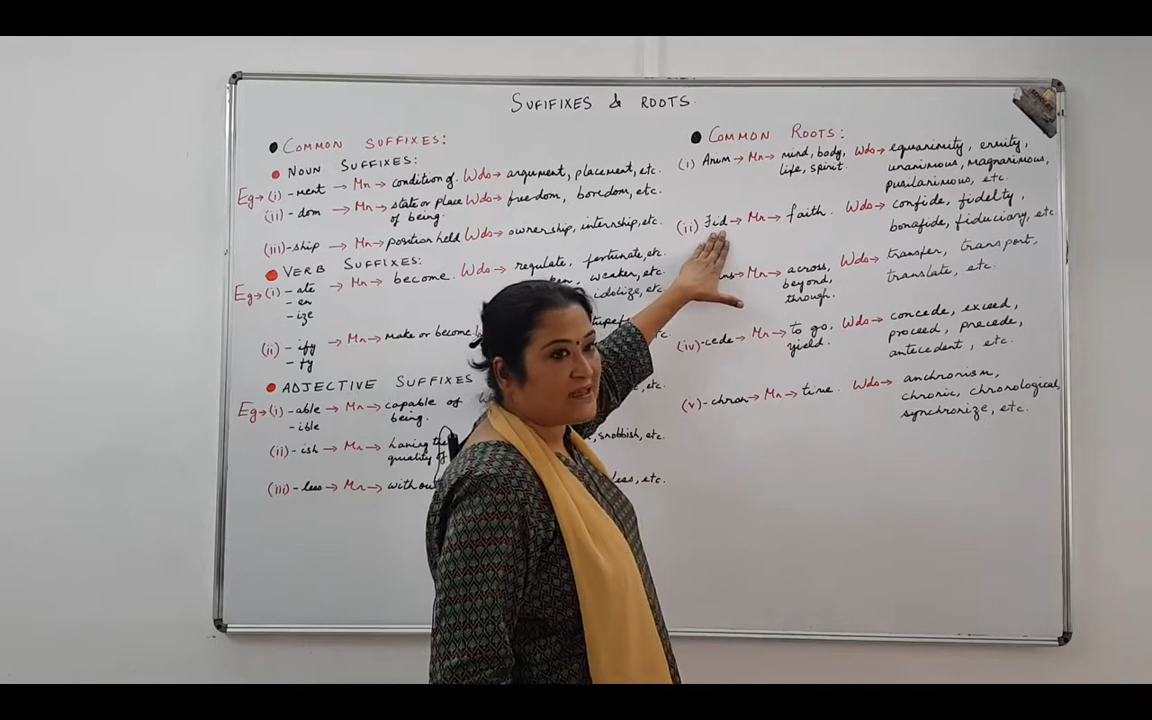 SUFIFIXES & ROOTS.
COMMON SUFFIXES:
NOUN SUFFIXES:
Eg→ (i) -ment → Mn → condition of. Wds→ argument, placement, etc.
(ii) - dom → Mn → state or place Wds→ freedom, boredom, etc.
of being.
(iii) -ship → Mn → position held Wds→ ownership, internship, etc.
VERB SUFFIXES:
Eg→ (i) - ate → Mn → become. Wds→ regulate, fortunate, etc
- en weaken, etc.
- ize idolize, etc
(ii) - ify → Mn → make or become
- fy
ADJECTIVE SUFFIXES
Eg→ (i) -able → Mn → capable of etc.
- ible being.
(ii) -ish → Mn → having the snobbish, etc.
quality of
(iii) -less → Mn → without etc.
COMMON ROOTS:
(i) Anim → Mn → mind, body, Wds→ equanimity, enmity,
life, spirit. unanimous, magnanimous,
pusilanimous, etc.
(ii) Fid → Mn → faith. Wds→ confide, fidelty,
bonafide, fiduciary, etc
→ Mn → across, Wds→ transfer, transport,
beyond, translate, etc.
through.
(iv) -cede → Mn → to go, Wds→ concede, exceed,
yield. proceed, precede,
antecedent, etc.
(v) -chron → Mn → time. Wds→ anchronism,
chronic, chronological,
synchronize, etc.